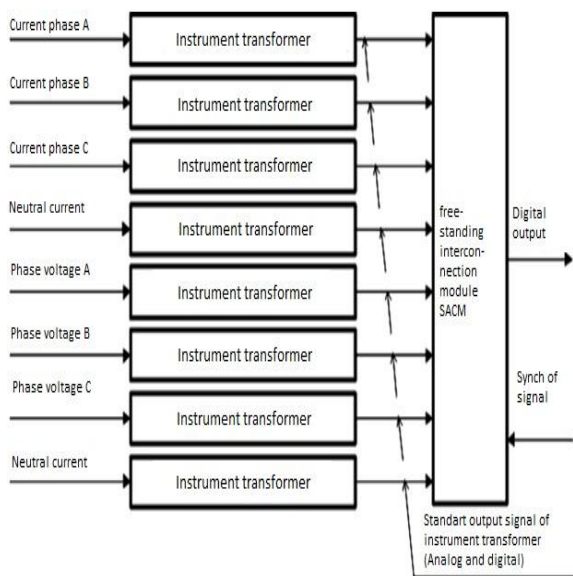 Current phase A
Instrument transformer
Current phase B
Instrument transformer
Current phase C
Instrument transformer
Neutral current
Instrument transformer
Phase voltage A
Instrument transformer
Phase voltage B
Instrument transformer
Phase voltage C
Instrument transformer
Neutral current
Instrument transformer
free-
standing
intercon-
nection
module
SACM
Digital
output
Synch of
signal
Standart output signal of
instrument transformer
(Analog and digital)